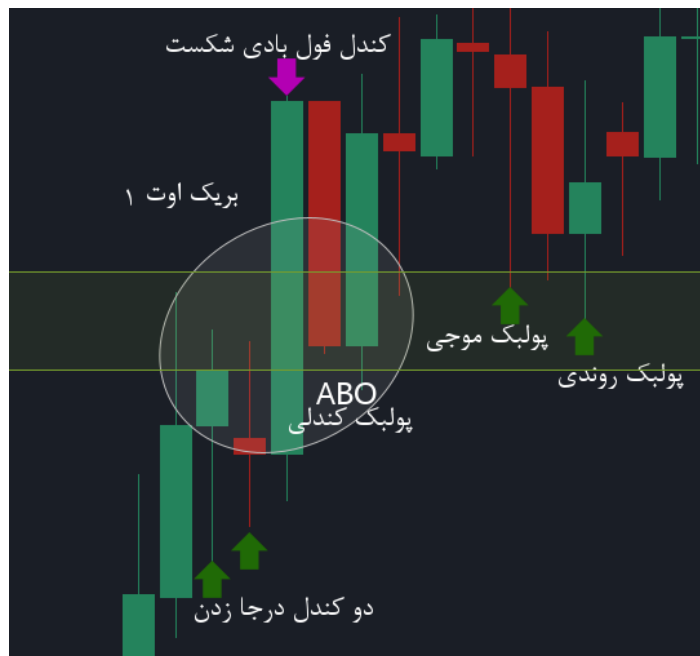 کندل فول بادی شکست
بریک اوت ۱
پولبک موجی
پولبک روندی
ABO
پولبک کندلی
دو کندل درجا زدن